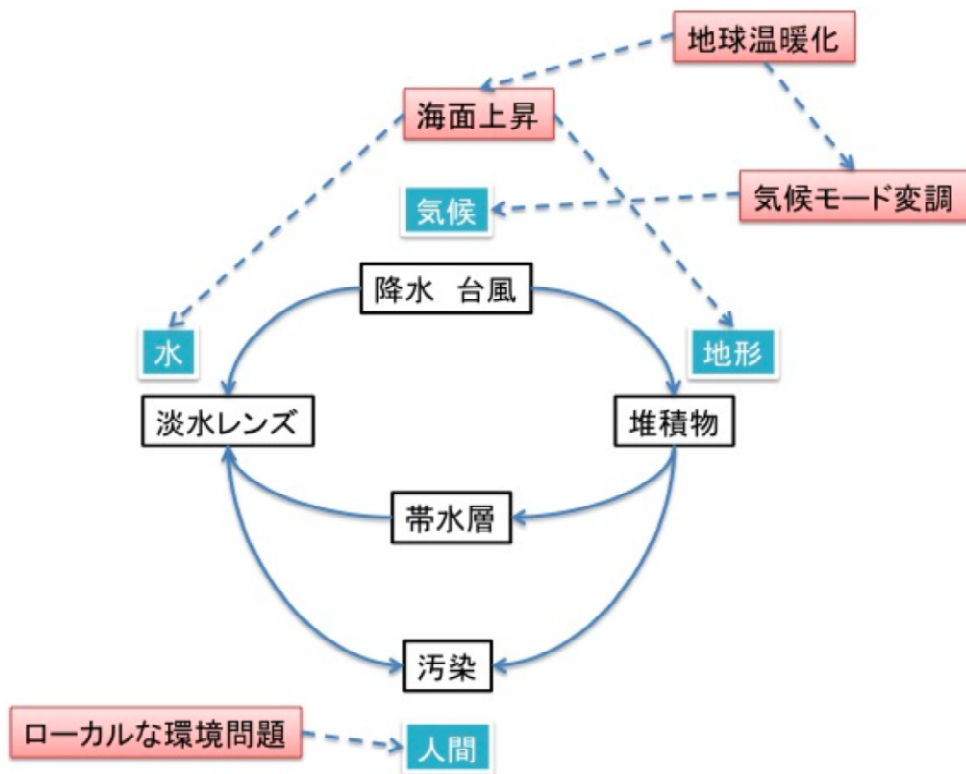 地球温暖化
海面上昇
気候モード変調
気候
降水　台風
水
地形
淡水レンズ
堆積物
帯水層
汚染
ローカルな環境問題
人間